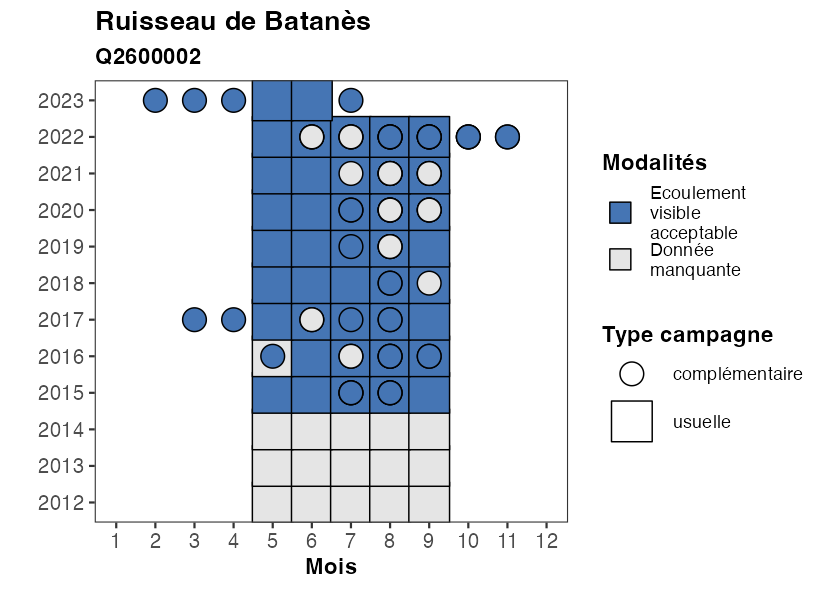 Ruisseau de Batanès
Q2600002
2023
2022
2021
2020
2019
2018
2017
2016
2015
2014
2013
2012
1 2 3 4 5 6 7 8 9 10 11 12
Mois
Modalités
Ecoulement
visible
acceptable
Donnée
manquante
Type campagne
complémentaire
usuelle